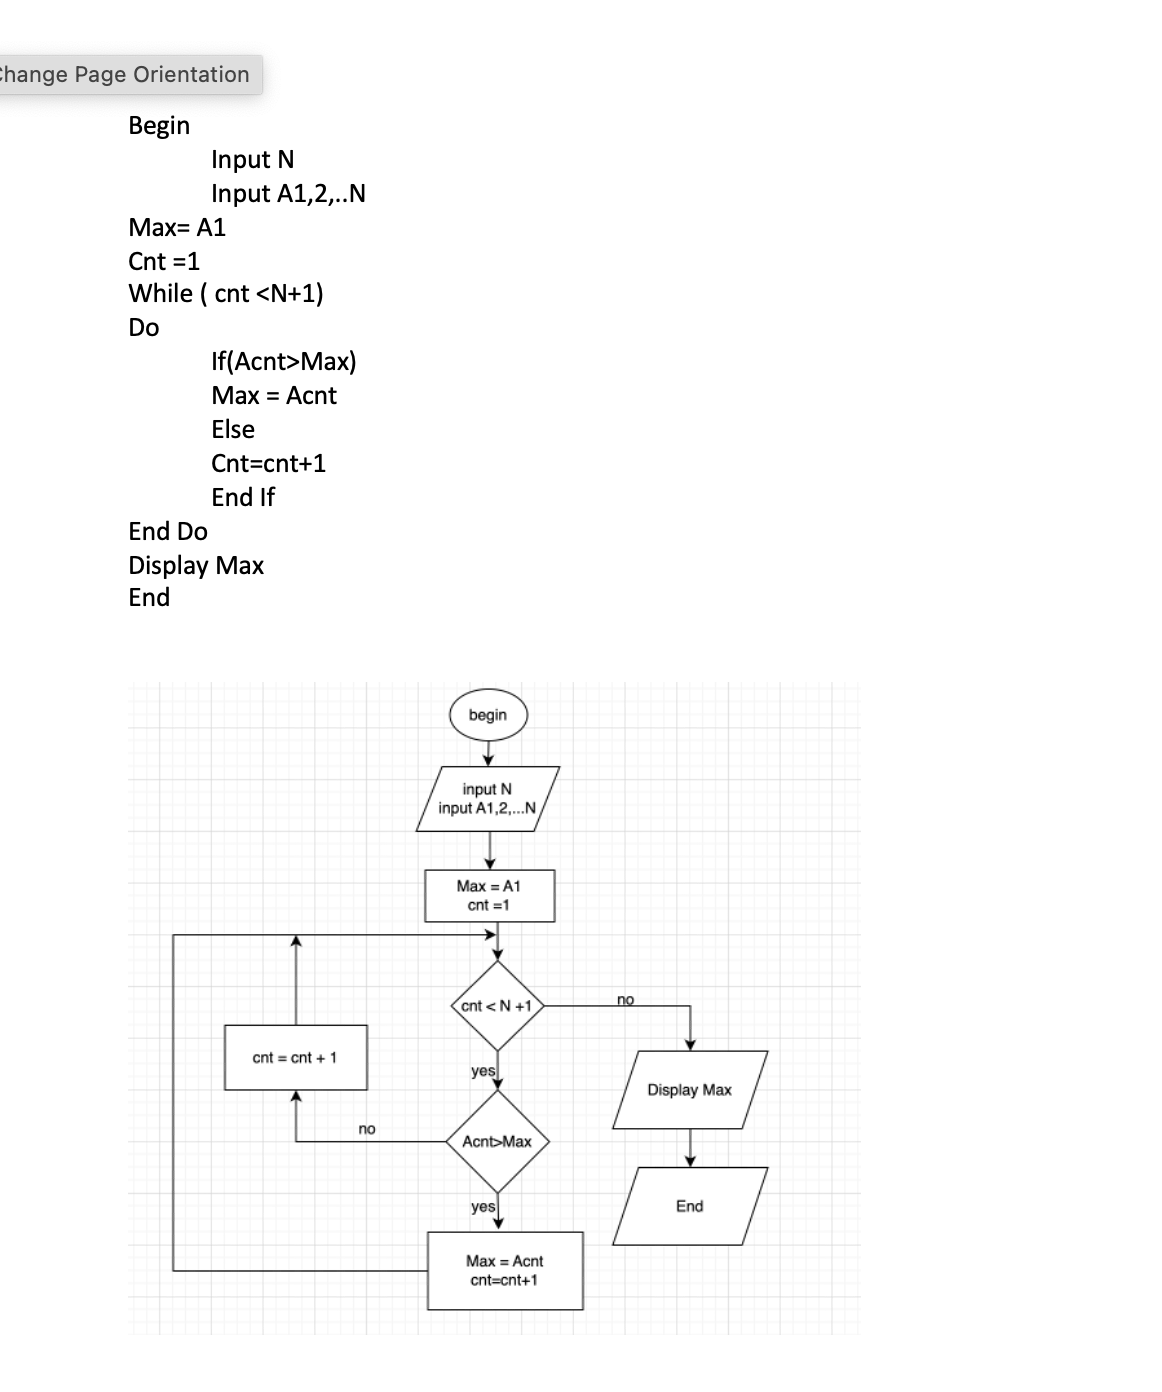 Change Page Orientation
Begin
Input N
Input A1,2,..N
Max= A1
Cnt =1
While ( cnt <N+1)
Do
If(Acnt>Max)
Max = Acnt
Else
Cnt=cnt+1
End If
End Do
Display Max
End
begin
input N
input A1,2,...N
Max = A1
cnt =1
cnt < N +1
no
yes
cnt = cnt + 1
Display Max
no
Acnt>Max
yes
End
Max = Acnt
cnt=cnt+1